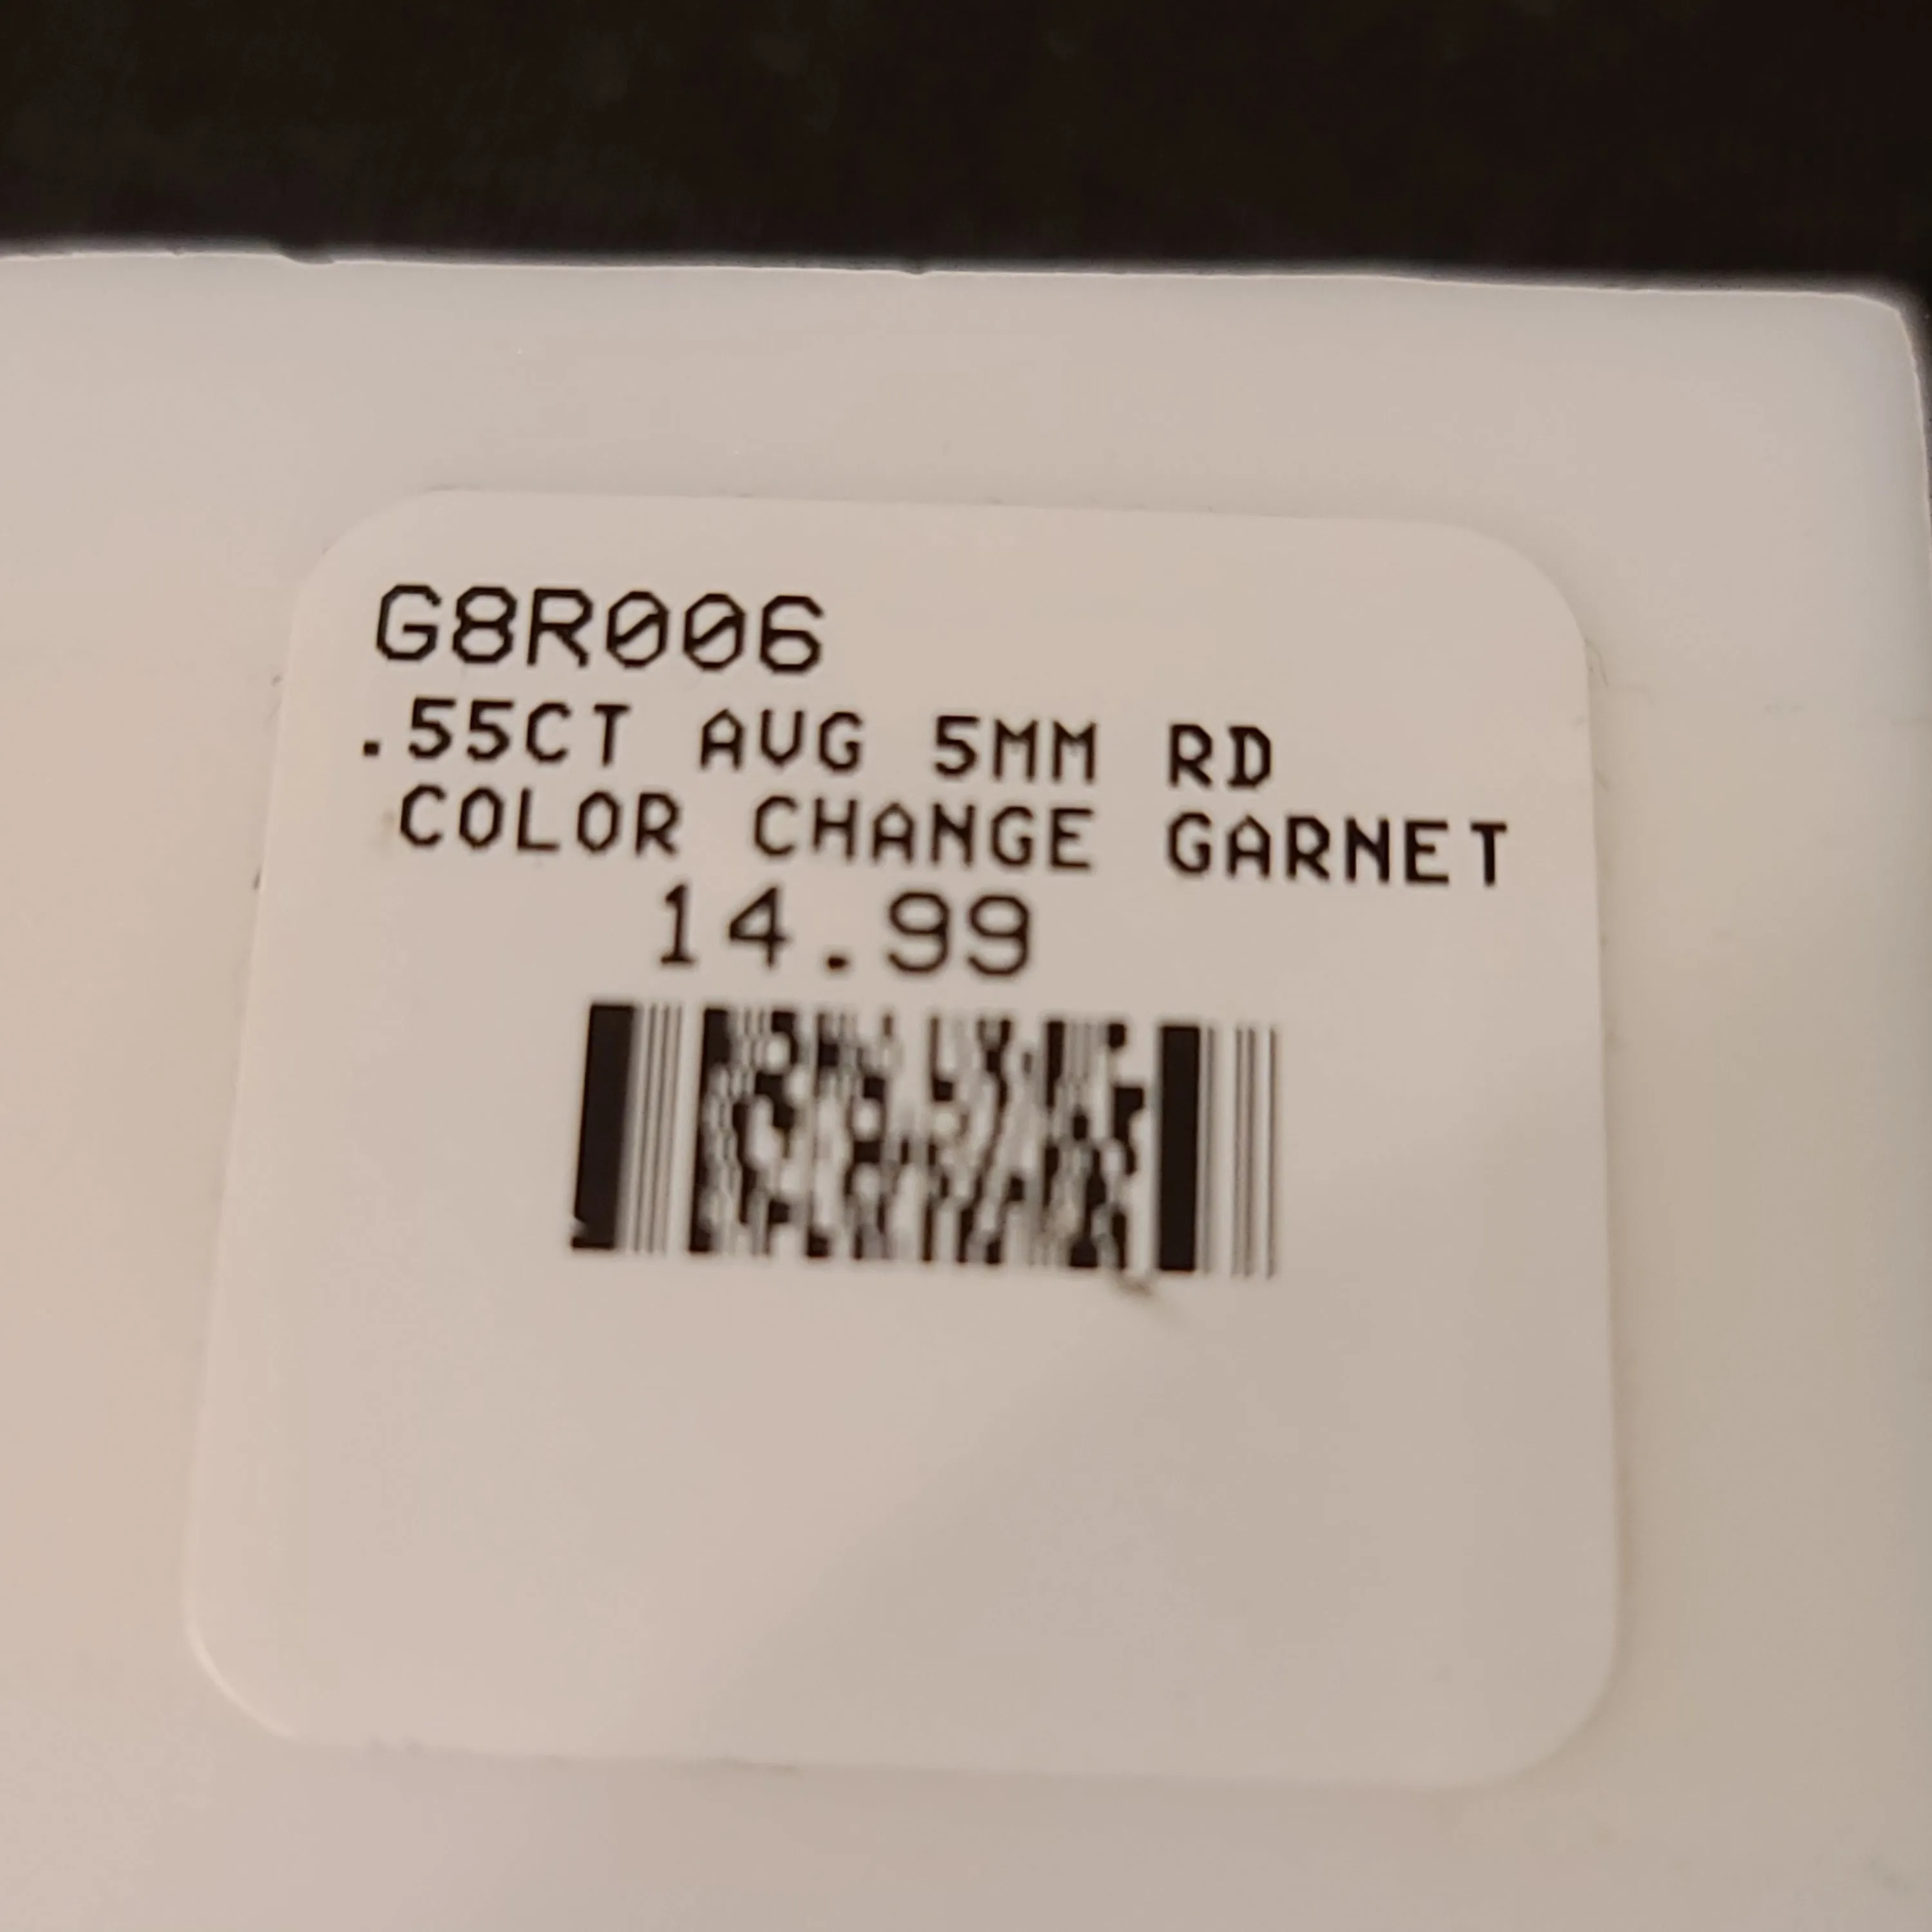 G8R006
.55CT AVG 5MM RD
COLOR CHANGE GARNET
14.99